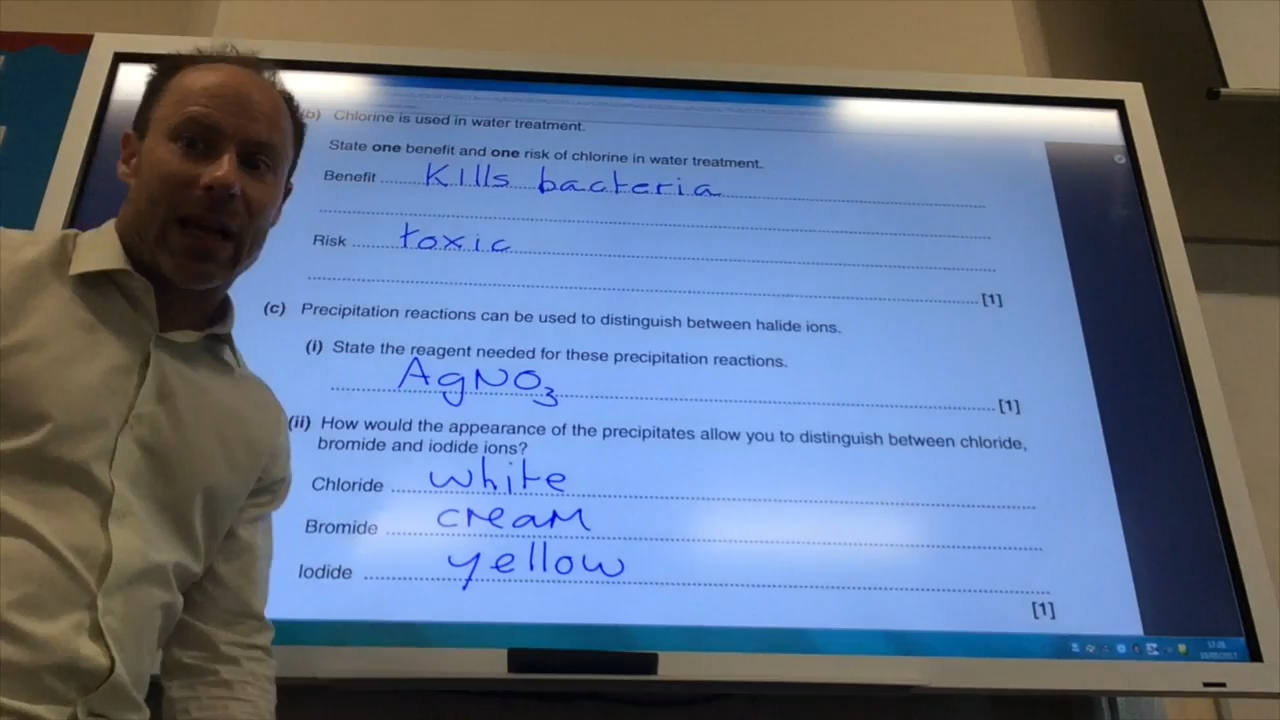 (b) Chlorine is used in water treatment.
State one benefit and one risk of chlorine in water treatment.
Benefit ........ Kills bacteria
Risk ........ toxic
[1]
(c) Precipitation reactions can be used to distinguish between halide ions.
(i) State the reagent needed for these precipitation reactions.
AgNO3
[1]
(ii) How would the appearance of the precipitates allow you to distinguish between chloride,
bromide and iodide ions?
Chloride ........ white
Bromide ........ cream
Iodide ........ yellow
[1]